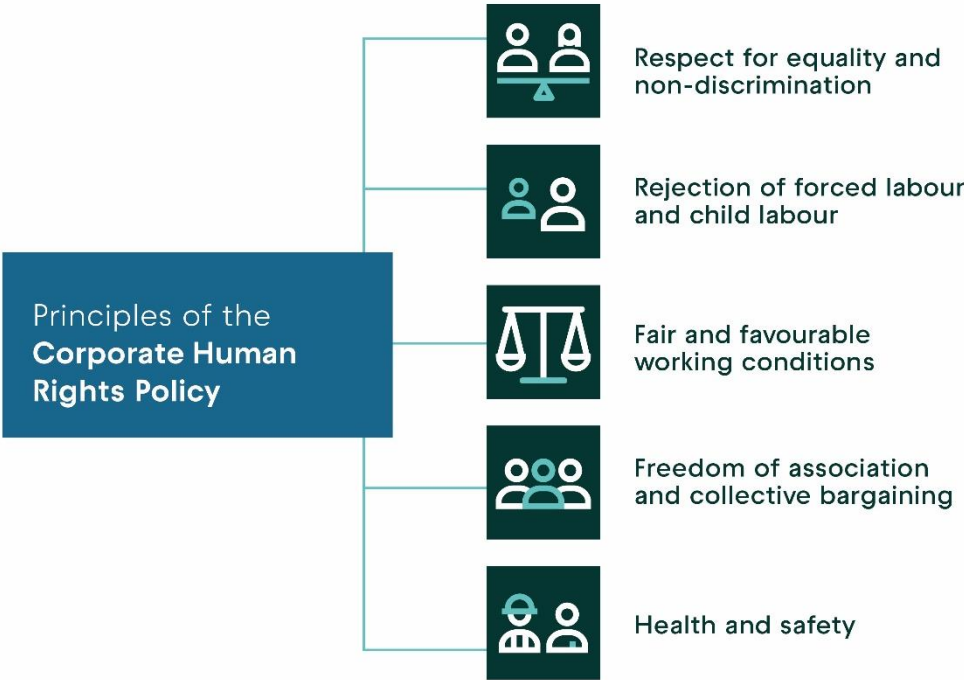 Principles of the
Corporate Human
Rights Policy
Respect for equality and
non-discrimination
Rejection of forced labour
and child labour
Fair and favourable
working conditions
Freedom of association
and collective bargaining
Health and safety